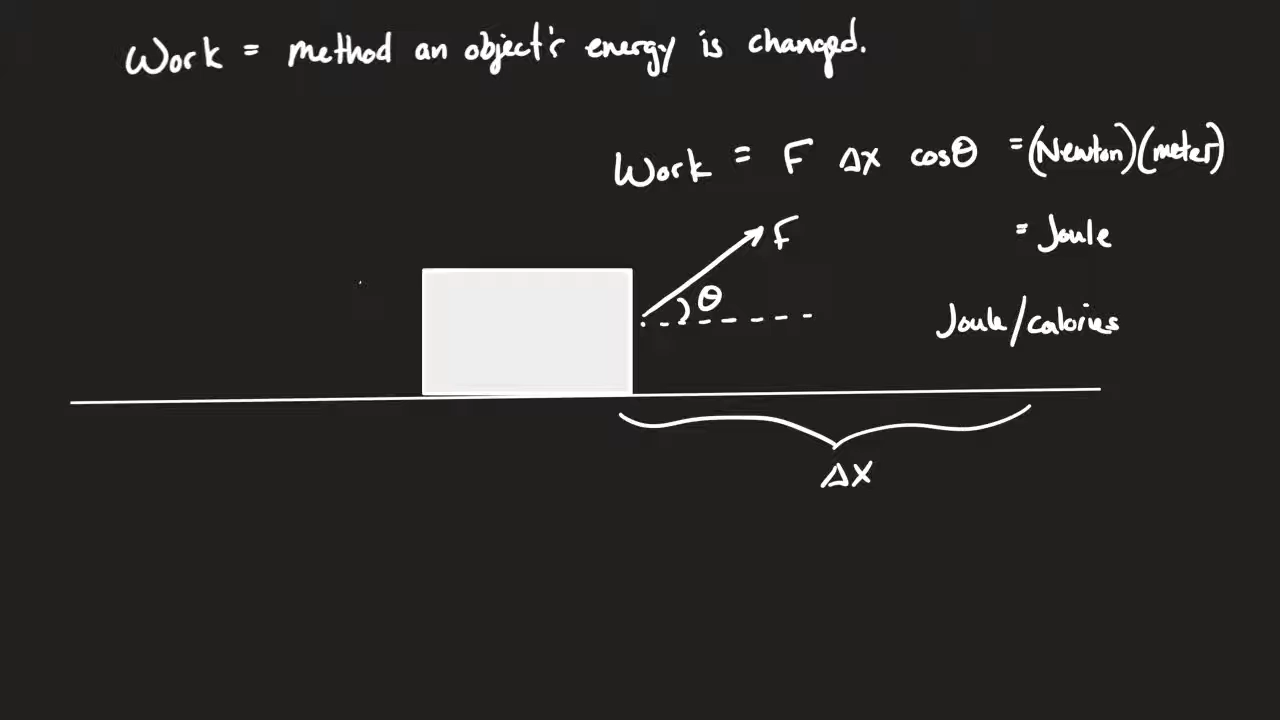 Work = method an object's energy is changed.
Work = F Δx cosθ = (Newton)(meter)
= Joule
F
θ
Joule/calories
Δx